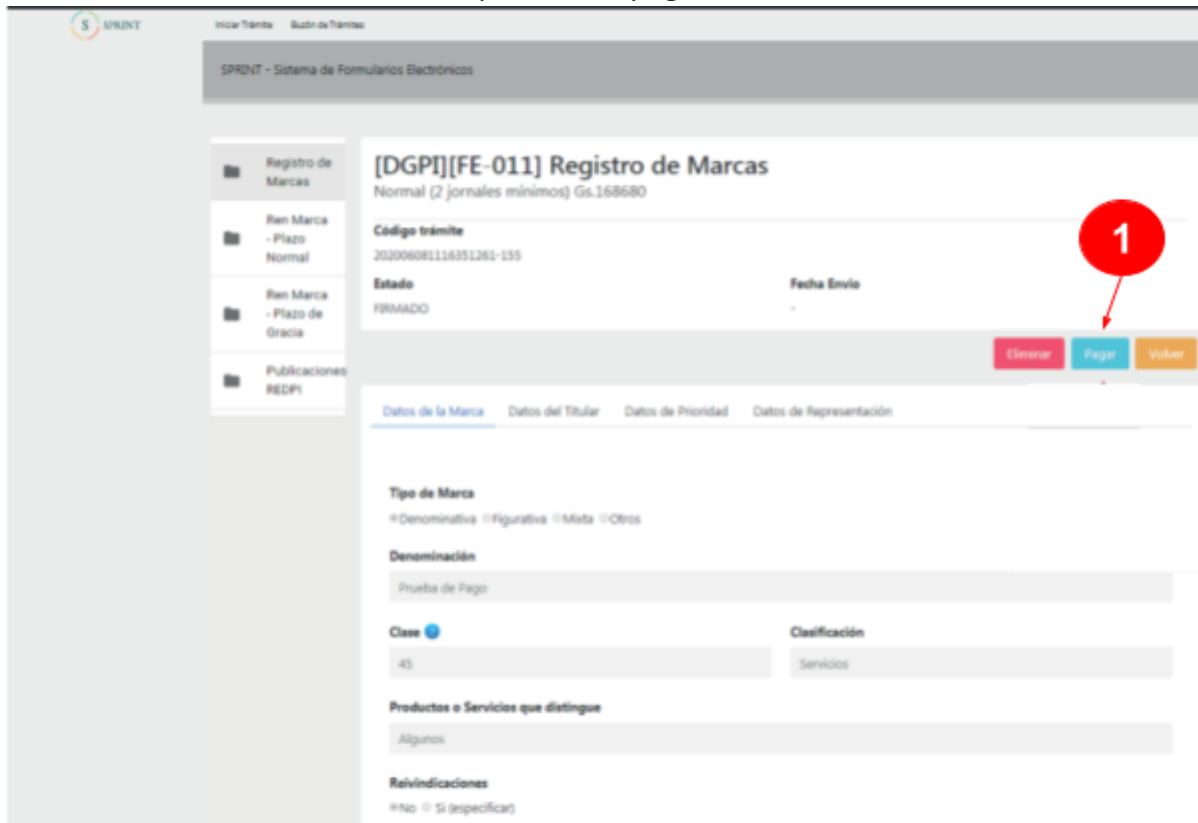 S SPRINT
Iniciar Trámite Buzón de Trámites
SPRINT - Sistema de Formularios Electrónicos
Registro de
Marcas
Ren Marca
- Plazo
Normal
Ren Marca
- Plazo de
Gracia
Publicaciones
REDPI
[DGPI][FE-011] Registro de Marcas
Normal (2 jornales mínimos) Gs.168680
Código trámite
202006081116351261-155
Estado Fecha Envio
FIRMADO -
1
Eliminar Pagar Volver
Datos de la Marca Datos del Titular Datos de Prioridad Datos de Representación
Tipo de Marca
Denominativa Figurativa Mixta Otros
Denominación
Prueba de Pago
Clase ? Clasificación
45 Servicios
Productos o Servicios que distingue
Algunos
Reivindicaciones
No Si (especificar)